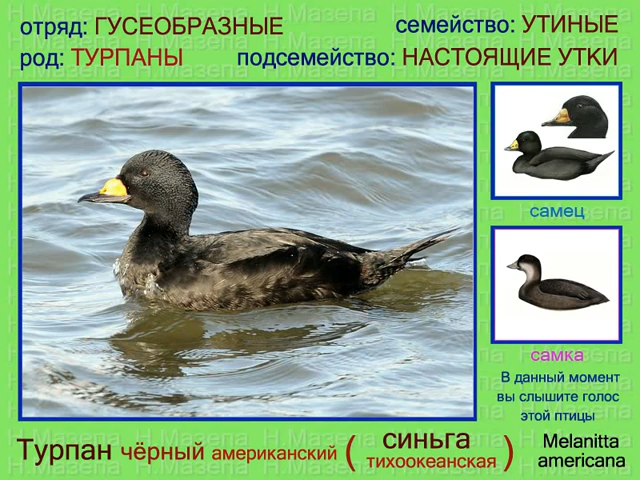 отряд: ГУСЕОБРАЗНЫЕ
семейство: УТИНЫЕ
род: ТУРПАНЫ
подсемейство: НАСТОЯЩИЕ УТКИ
самец
самка
В данный момент
вы слышите голос
этой птицы
Турпан чёрный американский ( синьга тихоокеанская )
Melanitta
americana
Н.Мазепа